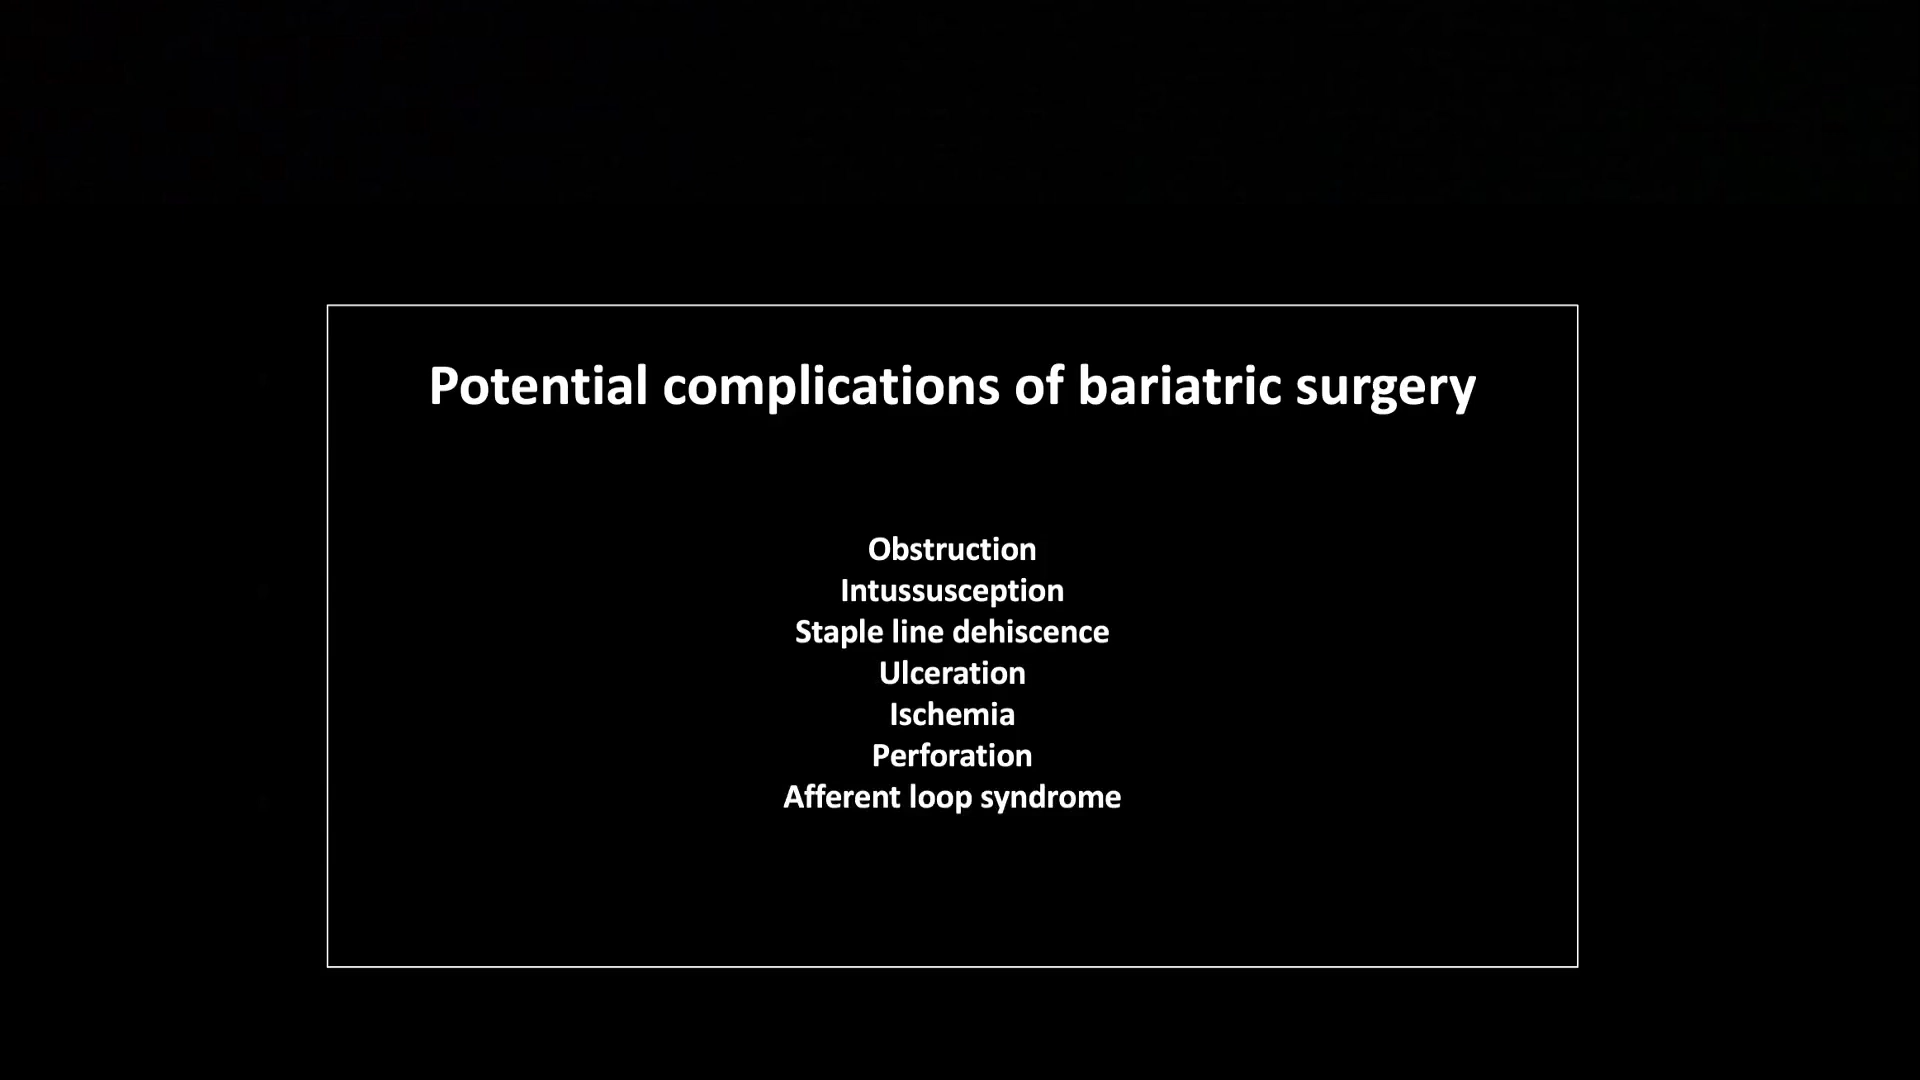 Potential complications of bariatric surgery
Obstruction
Intussusception
Staple line dehiscence
Ulceration
Ischemia
Perforation
Afferent loop syndrome